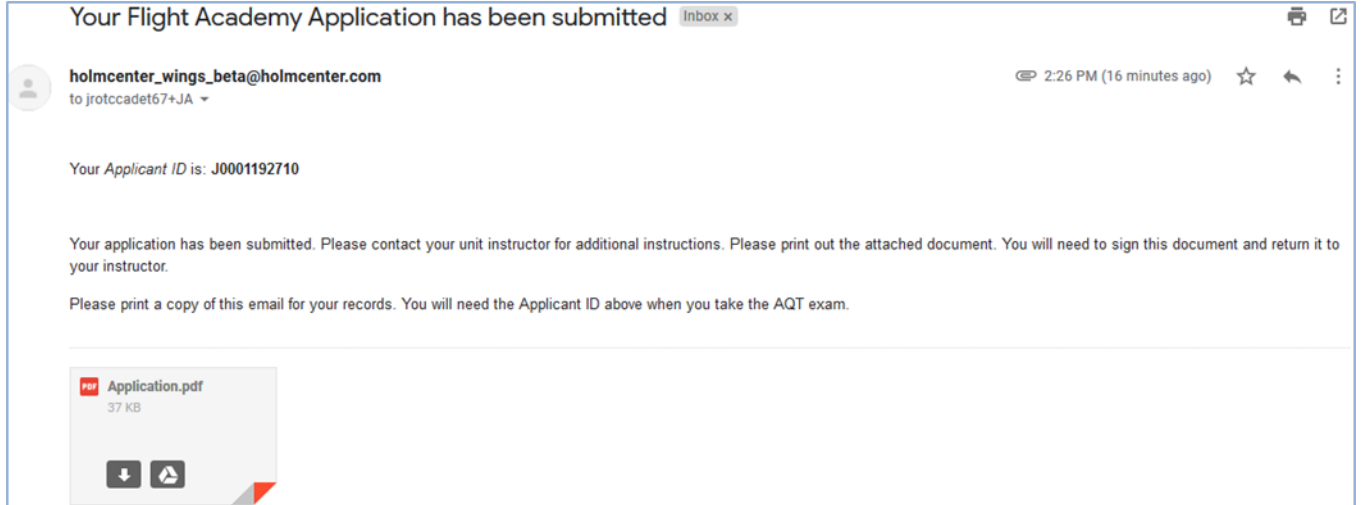 Your Flight Academy Application has been submitted Inbox x
holmcenter_wings_beta@holmcenter.com 2:26 PM (16 minutes ago)
to jrotccadet67+JA
Your Applicant ID is: J0001192710
Your application has been submitted. Please contact your unit instructor for additional instructions. Please print out the attached document. You will need to sign this document and return it to
your instructor.
Please print a copy of this email for your records. You will need the Applicant ID above when you take the AQT exam.
PDF Application.pdf
37 KB